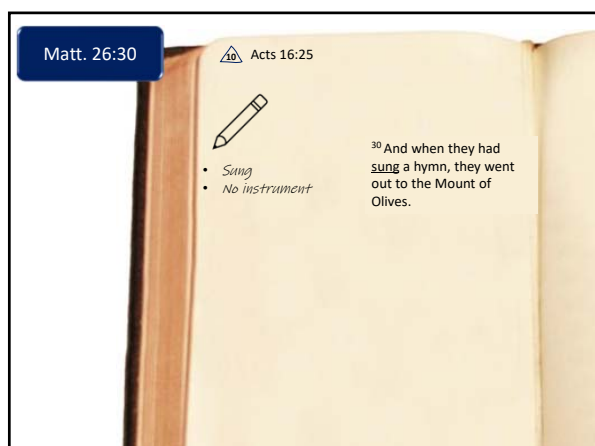 Matt. 26:30
10 Acts 16:25
• Sung
• No instrument
30 And when they had
sung a hymn, they went
out to the Mount of
Olives.